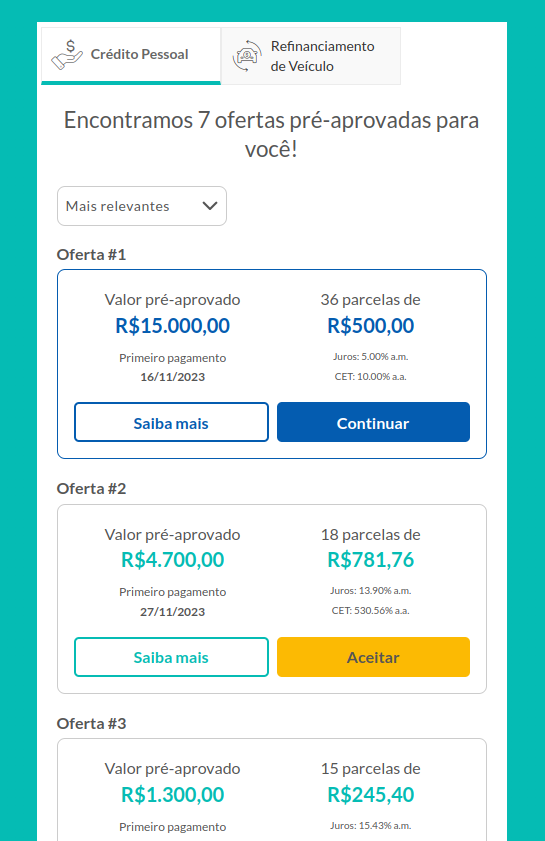 Crédito Pessoal
Refinanciamento
de Veículo
Encontramos 7 ofertas pré-aprovadas para
você!
Mais relevantes
Oferta #1
Valor pré-aprovado
R$15.000,00
Primeiro pagamento
16/11/2023
36 parcelas de
R$500,00
Juros: 5.00% a.m.
CET: 10.00% a.a.
Saiba mais
Continuar
Oferta #2
Valor pré-aprovado
R$4.700,00
Primeiro pagamento
27/11/2023
18 parcelas de
R$781,76
Juros: 13.90% a.m.
CET: 530.56% a.a.
Saiba mais
Aceitar
Oferta #3
Valor pré-aprovado
R$1.300,00
Primeiro pagamento
15 parcelas de
R$245,40
Juros: 15.43% a.m.